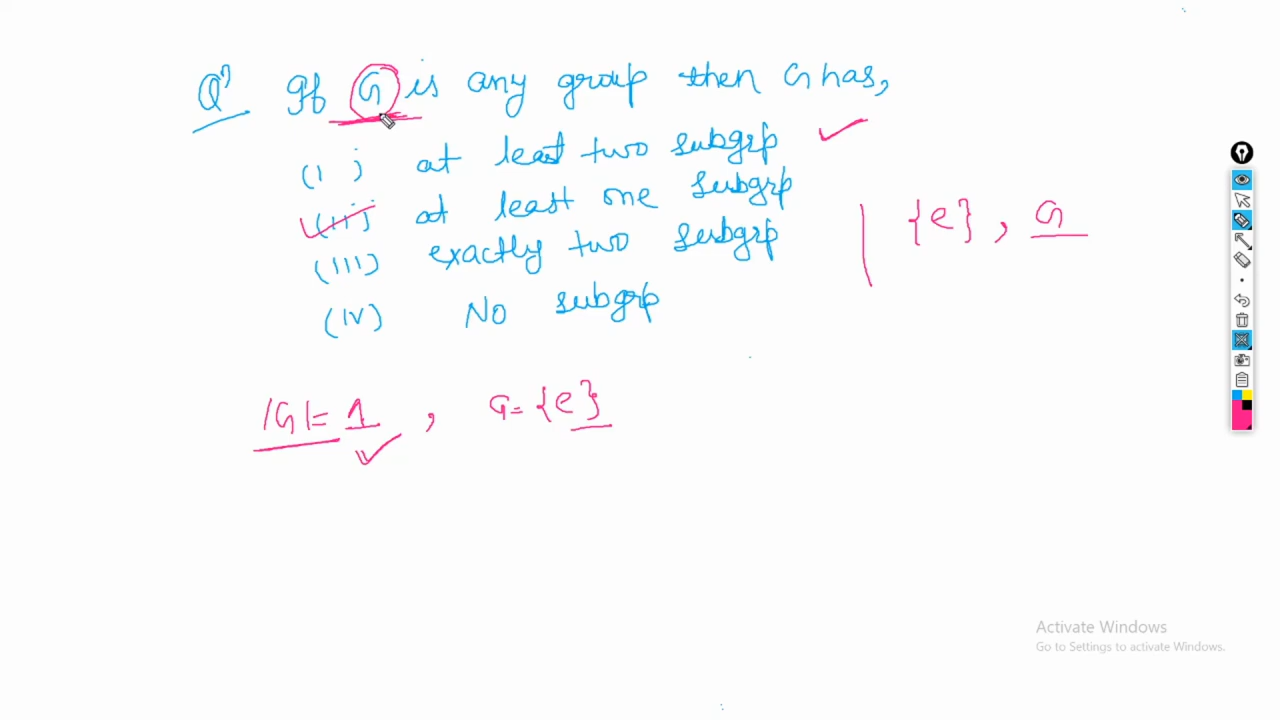 Qⁿ If G is any group then G has,
(I) at least two subgrp
(II) at least one subgrp
(III) exactly two subgrp
(IV) No subgrp
{e}, G
|G|= 1, G= {e}
Activate Windows
Go to Settings to activate Windows.